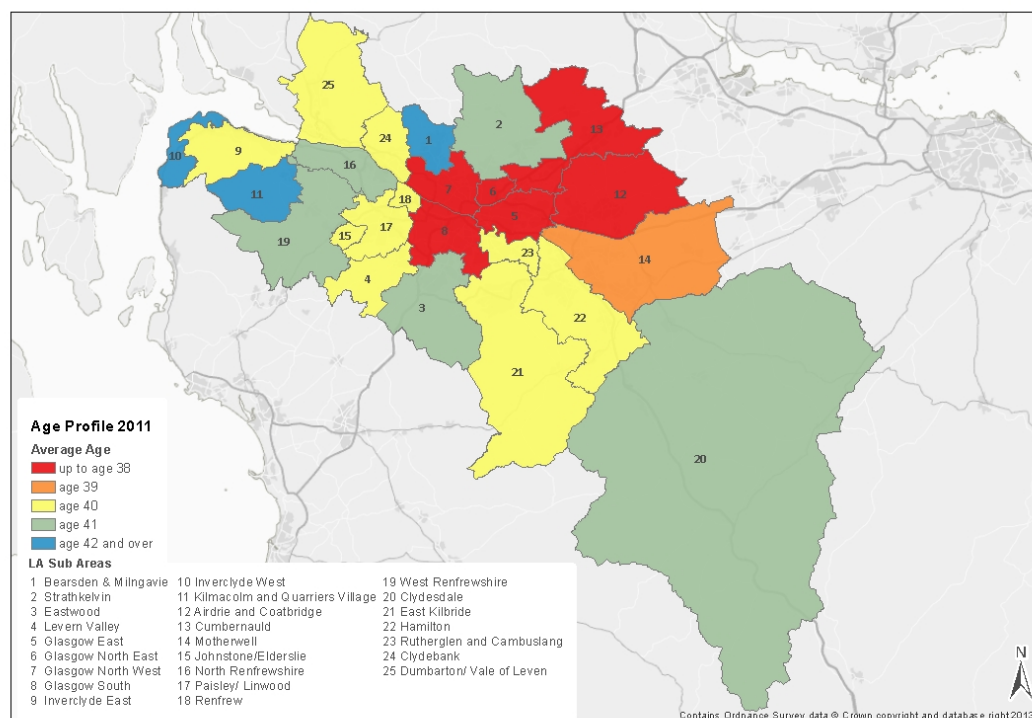 25
2
13
1
24
10
9
16
7
6
12
11
18
5
17
8
19
15
23
14
4
3
22
21
20
Age Profile 2011
Average Age
up to age 38
age 39
age 40
age 41
age 42 and over
LA Sub Areas
1 Bearsden & Milngavie 10 Inverclyde West 19 West Renfrewshire
2 Strathkelvin 11 Kilmacolm and Quarriers Village 20 Clydesdale
3 Eastwood 12 Airdrie and Coatbridge 21 East Kilbride
4 Levern Valley 13 Cumbernauld 22 Hamilton
5 Glasgow East 14 Motherwell 23 Rutherglen and Cambuslang
6 Glasgow North East 15 Johnstone/Elderslie 24 Clydebank
7 Glasgow North West 16 North Renfrewshire 25 Dumbarton/ Vale of Leven
8 Glasgow South 17 Paisley/ Linwood
9 Inverclyde East 18 Renfrew
N
Contains Ordnance Survey data @ Crown copyright and database right2013